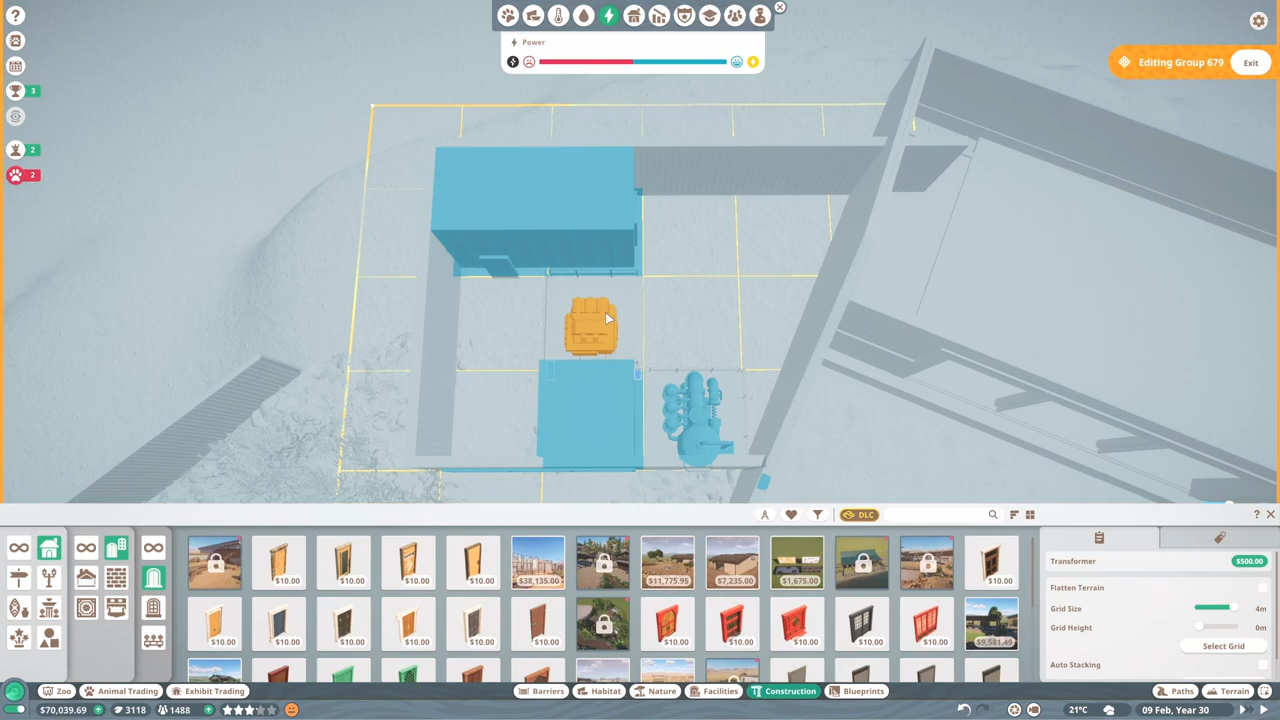 Power
Editing Group 679
Exit
3
2
2
DLC
$10.00
$10.00
$10.00
$10.00
$38,135.00
$11,775.95
$7,235.00
$1,675.00
$10.00
$10.00
$10.00
$10.00
$10.00
$10.00
$10.00
$10.00
$10.00
$10.00
$10.00
$10.00
$9,581.49
Transformer
$500.00
Flatten Terrain
Grid Size
4m
Grid Height
0m
Select Grid
Auto Stacking
Zoo
Animal Trading
Exhibit Trading
Barriers
Habitat
Nature
Facilities
Construction
Blueprints
Paths
Terrain
$70,039.69
3118
1488
21°C
09 Feb, Year 30